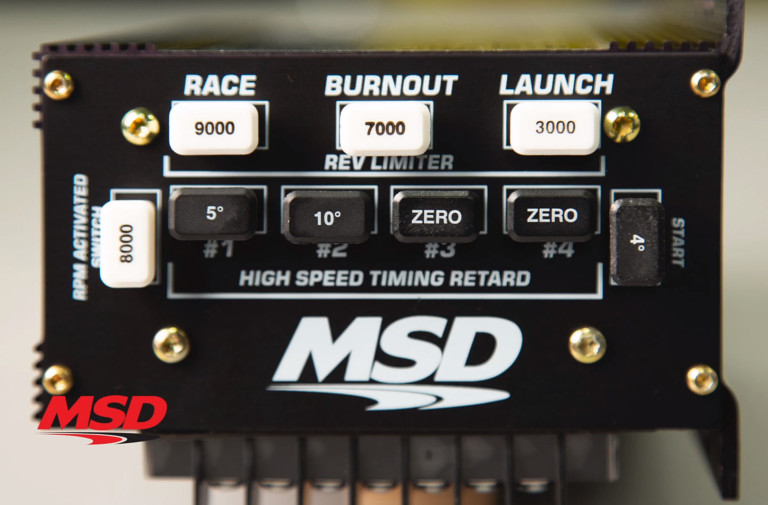 RACE BURNOUT LAUNCH
9000 7000 3000
REV LIMITER
RPM ACTIVATED
SWITCH
8000
5° 10° ZERO ZERO
#1 #2 #3 #4
4°
START
HIGH SPEED TIMING RETARD
MSD
MSD